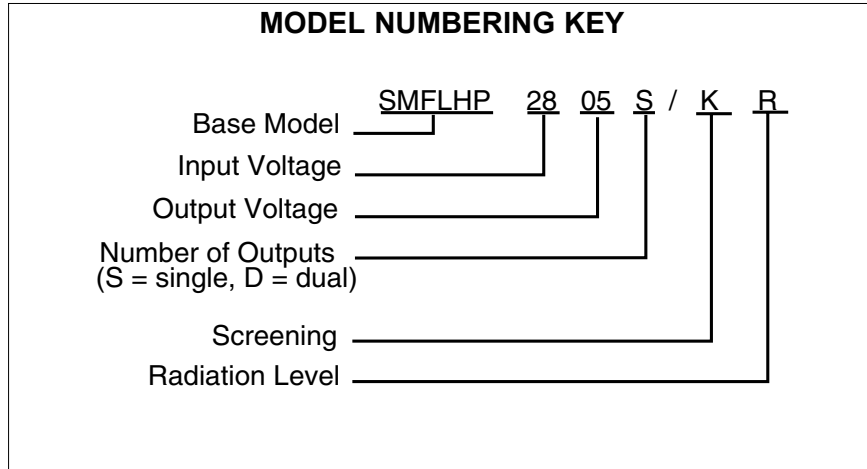 MODEL NUMBERING KEY
SMFLHP 28 05 S / K R
Base Model
Input Voltage
Output Voltage
Number of Outputs
(S = single, D = dual)
Screening
Radiation Level